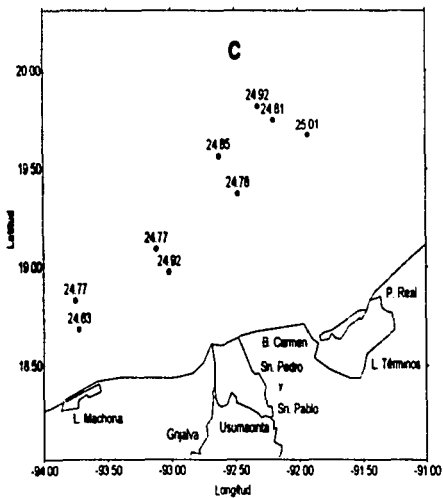 C
20 00
24.92
24.81
25 01
24.85
19.50
24.78
24.77
24.92
19.00
24.77
24.63
P. Real
B. Carmen
18.50
Sn. Pedro
y
L. Términos
Sn. Pablo
L. Machona
Grijalva
Usumacinta
-94 00
-93 50
-93 00
-92 50
-92 00
-91 50
-91 00
Latitud
Longitud